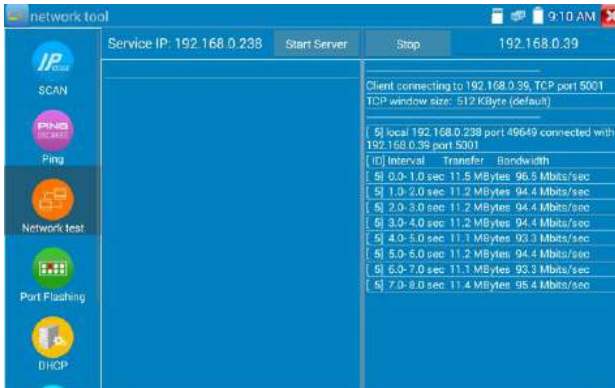 network tool
9:10 AM
Service IP: 192.168.0.238
Start Server
Stop
192.168.0.39
IP
SCAN
PING
Ping
Network test
Port Flashing
DHCP
Client connecting to 192.168.0.39, TCP port 5001
TCP window size: 512 KByte (default)
[ 5] local 192.168.0.238 port 49649 connected with
192.168.0.39 port 5001
[ ID] Interval Transfer Bandwidth
[ 5] 0.0- 1.0 sec 11.5 MBytes 96.5 Mbits/sec
[ 5] 1.0- 2.0 sec 11.2 MBytes 94.4 Mbits/sec
[ 5] 2.0- 3.0 sec 11.2 MBytes 94.4 Mbits/sec
[ 5] 3.0- 4.0 sec 11.2 MBytes 94.4 Mbits/sec
[ 5] 4.0- 5.0 sec 11.1 MBytes 93.3 Mbits/sec
[ 5] 5.0- 6.0 sec 11.2 MBytes 94.4 Mbits/sec
[ 5] 6.0- 7.0 sec 11.1 MBytes 93.3 Mbits/sec
[ 5] 7.0- 8.0 sec 11.4 MBytes 95.4 Mbits/sec